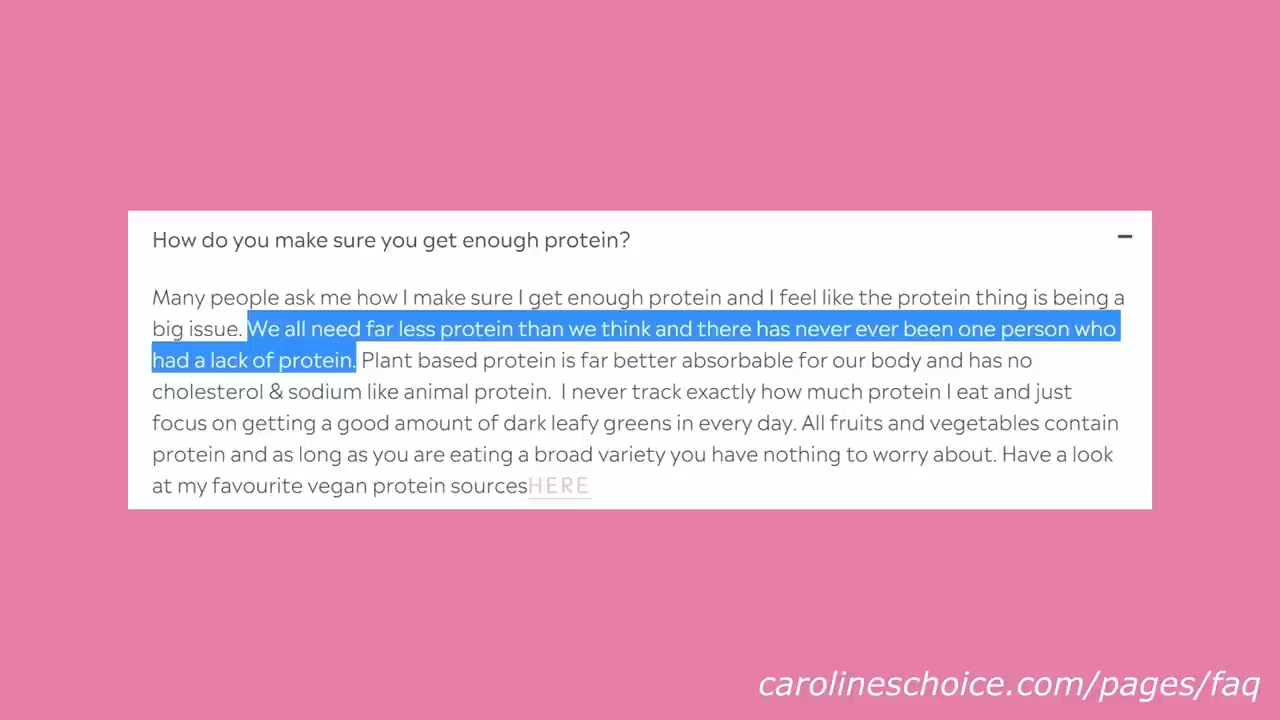 How do you make sure you get enough protein?
Many people ask me how I make sure I get enough protein and I feel like the protein thing is being a
big issue. We all need far less protein than we think and there has never ever been one person who
had a lack of protein. Plant based protein is far better absorbable for our body and has no
cholesterol & sodium like animal protein.  I never track exactly how much protein I eat and just
focus on getting a good amount of dark leafy greens in every day. All fruits and vegetables contain
protein and as long as you are eating a broad variety you have nothing to worry about. Have a look
at my favourite vegan protein sourcesHERE
carolineschoice.com/pages/faq